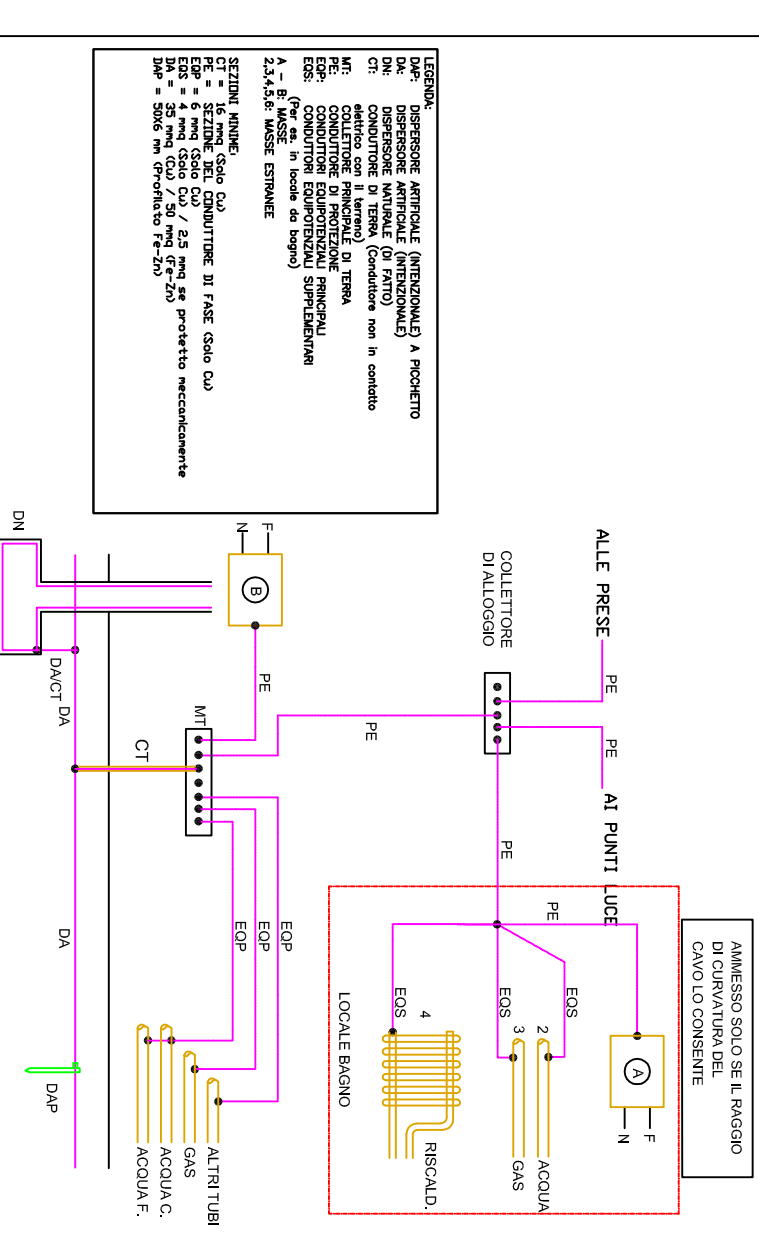 LEGENDA:
DAP: DISPERSORE ARTIFICIALE (INTENZIONALE) A PICCHETTO
DA: DISPERSORE ARTIFICIALE (INTENZIONALE)
DN: DISPERSORE NATURALE (DI FATTO)
CT: CONDUTTORE DI TERRA (Conduttore non in contatto
elettrico con il terreno)
MT: COLLETTORE PRINCIPALE DI TERRA
PE: CONDUTTORE DI PROTEZIONE
EQP: CONDUTTORI EQUIPOTENZIALI PRINCIPALI
EQS: CONDUTTORI EQUIPOTENZIALI SUPPLEMENTARI
(Per es. in locale da bagno)
A – B: MASSE
2,3,4,5,6: MASSE ESTRANEE
SEZIONI MINIME:
CT = 16 mmq (Solo Cu)
PE = SEZIONE DEL CONDUTTORE DI FASE (Solo Cu)
EQP = 6 mmq (Solo Cu)
EQS = 4 mmq (Solo Cu) / 2,5 mmq se protetto meccanicamente
DA = 35 mmq (Cu) / 50 mmq (Fe-Zn)
DAP = 50X6 mm (Profilato Fe-Zn)
ALLE PRESE
PE
PE
AI PUNTI LUCE
COLLETTORE
DI ALLOGGIO
PE
PE
AMMESSO SOLO SE IL RAGGIO
DI CURVATURA DEL
CAVO LO CONSENTE
PE
A
F
N
EQS
2
ACQUA
EQS
3
GAS
EQS
4
RISCALD.
LOCALE BAGNO
F
N
B
PE
MT
EQP
EQP
EQP
ALTRI TUBI
GAS
ACQUA C.
ACQUA F.
CT
DN
DA/CT
DA
DA
DAP